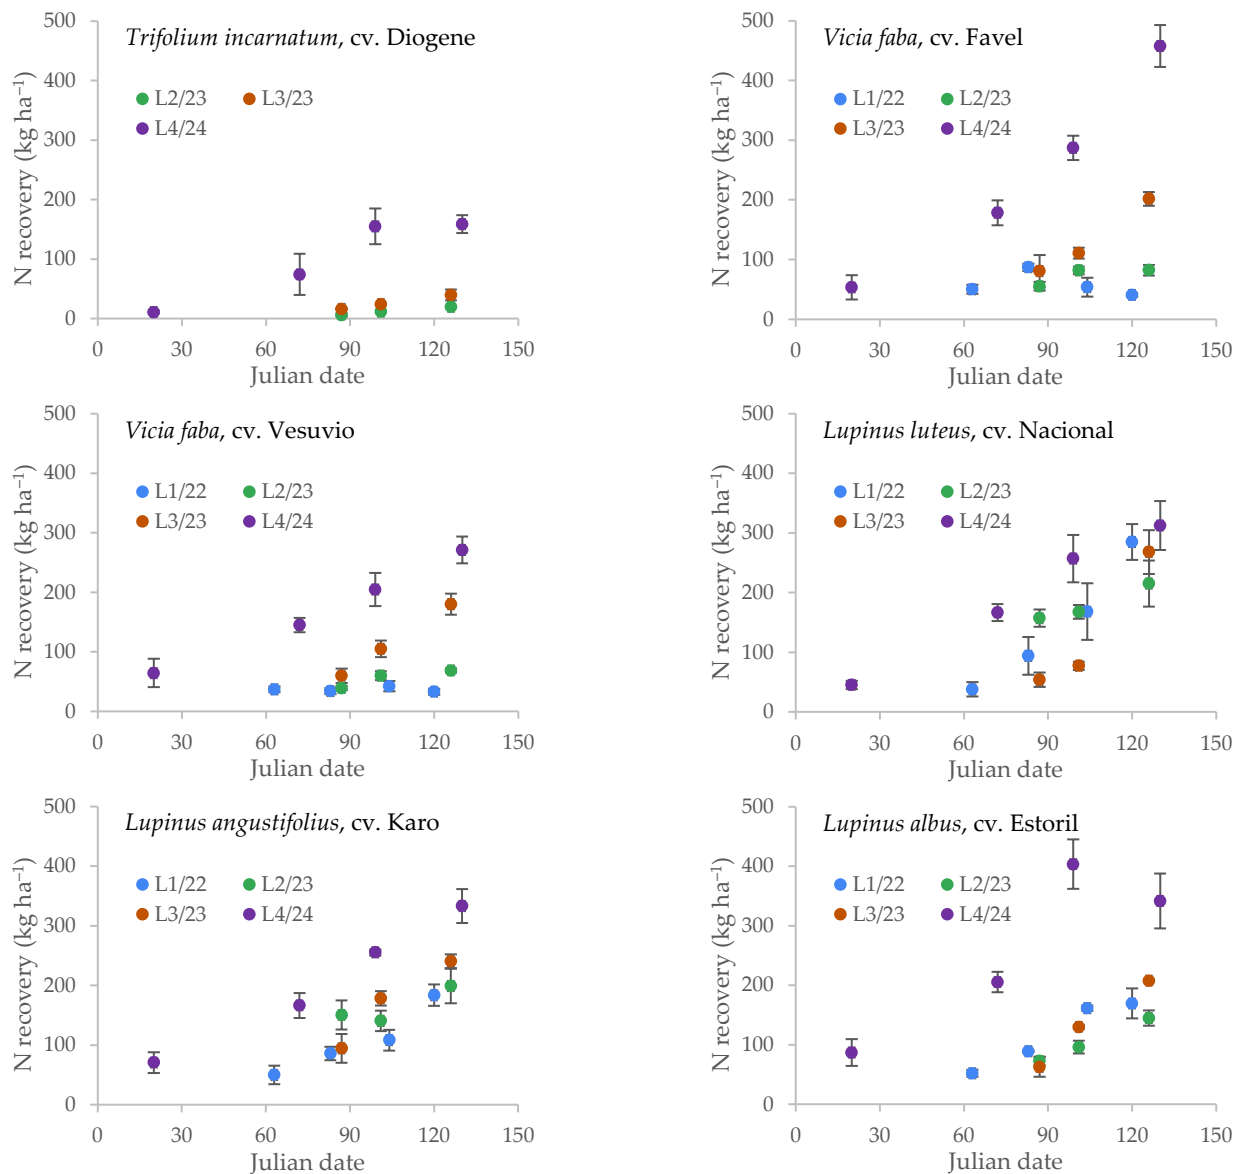 Trifolium incarnatum, cv. Diogene
L2/23 L3/23
L4/24
N recovery (kg ha⁻¹)
500
400
300
200
100
0
0 30 60 90 120 150
Julian date
Vicia faba, cv. Favel
L1/22 L2/23
L3/23 L4/24
N recovery (kg ha⁻¹)
500
400
300
200
100
0
0 30 60 90 120 150
Julian date
Vicia faba, cv. Vesuvio
L1/22 L2/23
L3/23 L4/24
N recovery (kg ha⁻¹)
500
400
300
200
100
0
0 30 60 90 120 150
Julian date
Lupinus luteus, cv. Nacional
L1/22 L2/23
L3/23 L4/24
N recovery (kg ha⁻¹)
500
400
300
200
100
0
0 30 60 90 120 150
Julian date
Lupinus angustifolius, cv. Karo
L1/22 L2/23
L3/23 L4/24
N recovery (kg ha⁻¹)
500
400
300
200
100
0
0 30 60 90 120 150
Julian date
Lupinus albus, cv. Estoril
L1/22 L2/23
L3/23 L4/24
N recovery (kg ha⁻¹)
500
400
300
200
100
0
0 30 60 90 120 150
Julian date